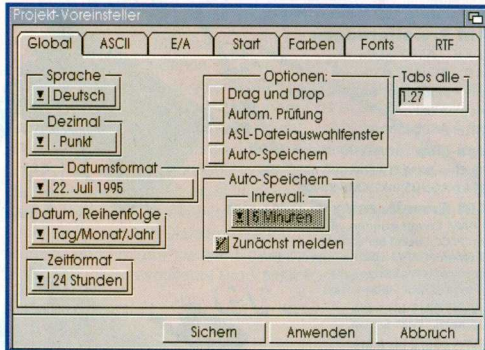 Projekt-Voreinsteller
Global ASCII E/A Start Farben Fonts RTF
Sprache
Deutsch
Dezimal
. Punkt
Datumsformat
22. Juli 1995
Datum, Reihenfolge
Tag/Monat/Jahr
Zeitformat
24 Stunden
Optionen:
Drag und Drop
Autom. Prüfung
ASL-Dateiauswahlfenster
Auto-Speichern
Auto-Speichern
Intervall:
5 Minuten
Zunächst melden
Tabs alle
1.27
Sichern Anwenden Abbruch